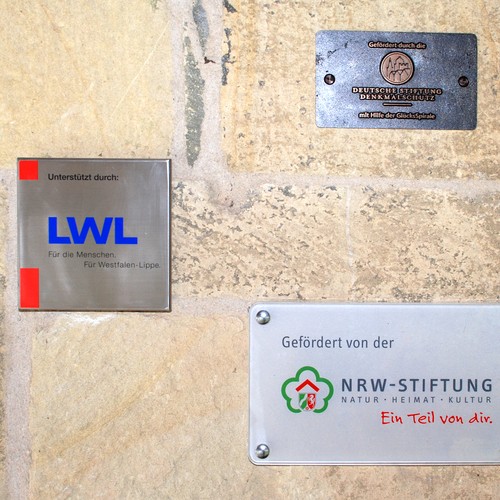 Gefördert durch die
DEUTSCHE STIFTUNG
DENKMALSCHUTZ
mit Hilfe der GlücksSpirale
Unterstützt durch:
LWL
Für die Menschen.
Für Westfalen-Lippe.
Gefördert von der
NRW-STIFTUNG
NATUR · HEIMAT · KULTUR
Ein Teil von dir.